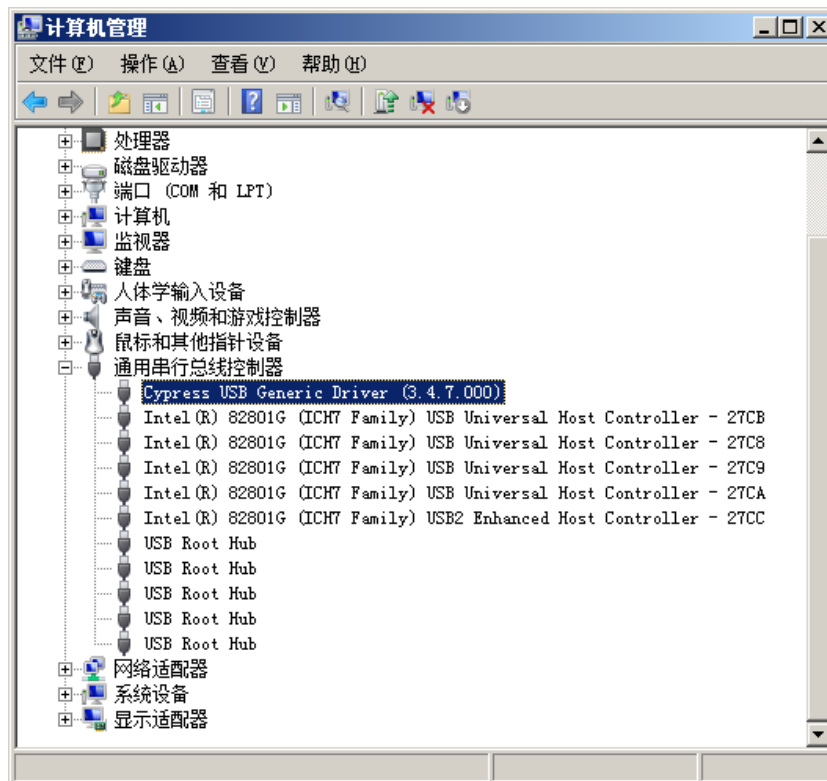 计算机管理
文件(F) 操作(A) 查看(V) 帮助(H)
处理器
磁盘驱动器
端口 (COM 和 LPT)
计算机
监视器
键盘
人体学输入设备
声音、视频和游戏控制器
鼠标和其他指针设备
通用串行总线控制器
Cypress USB Generic Driver (3.4.7.000)
Intel(R) 82801G (ICH7 Family) USB Universal Host Controller - 27CB
Intel(R) 82801G (ICH7 Family) USB Universal Host Controller - 27C8
Intel(R) 82801G (ICH7 Family) USB Universal Host Controller - 27C9
Intel(R) 82801G (ICH7 Family) USB Universal Host Controller - 27CA
Intel(R) 82801G (ICH7 Family) USB2 Enhanced Host Controller - 27CC
USB Root Hub
USB Root Hub
USB Root Hub
USB Root Hub
USB Root Hub
网络适配器
系统设备
显示适配器